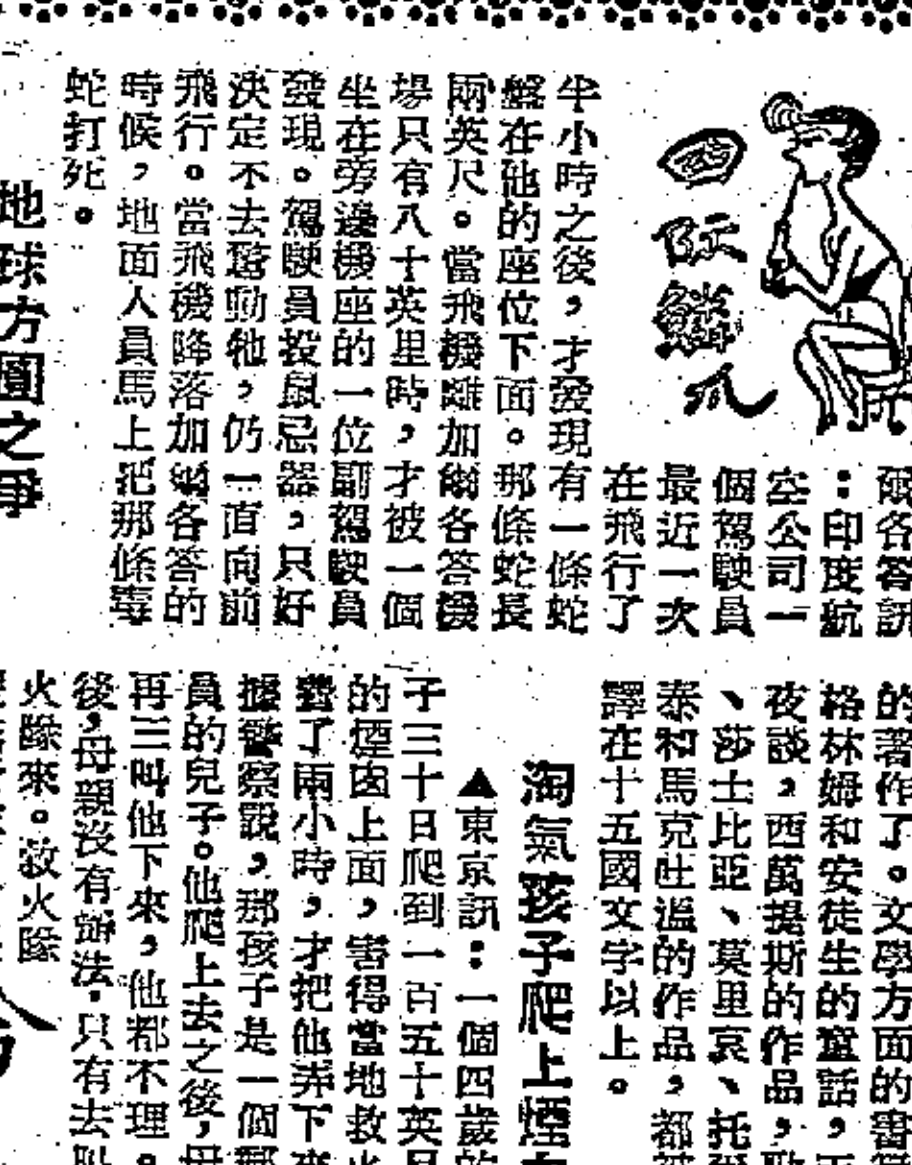 半小時之後，才發現有一條蛇
盤在他的座位下面。那條蛇長
兩英尺。當飛機離加爾各答機
場只有八十英里時，才被一個
坐在旁邊機座的一位副駕駛員
發現。駕駛員投鼠忌器，只好
決定不去驚動牠，仍一直向前
飛行。當飛機降落加爾各答的
時候，地面人員馬上把那條毒
蛇打死。
地球方圓之爭
爾各答訊
：印度航
空公司一
個駕駛員
最近一次
在飛行了
的著作了。文學方面的書
格林姆和安徒生的童話，
夜談，西萬提斯的作品，
、莎士比亞、莫里哀、托
泰和馬克吐溫的作品，都
譯在十五國文字以上。
淘氣孩子爬上煙
▲東京訊：一個四歲的
子三十日爬到一百五十英
的煙囪上面，害得當地救火
費了兩小時，才把他弄下來
據警察說，那孩子是一個
員的兒子。他爬上去之後，母
再三叫他下來，他都不理。
後，母親沒有辦法，只有去
火隊來。救火隊